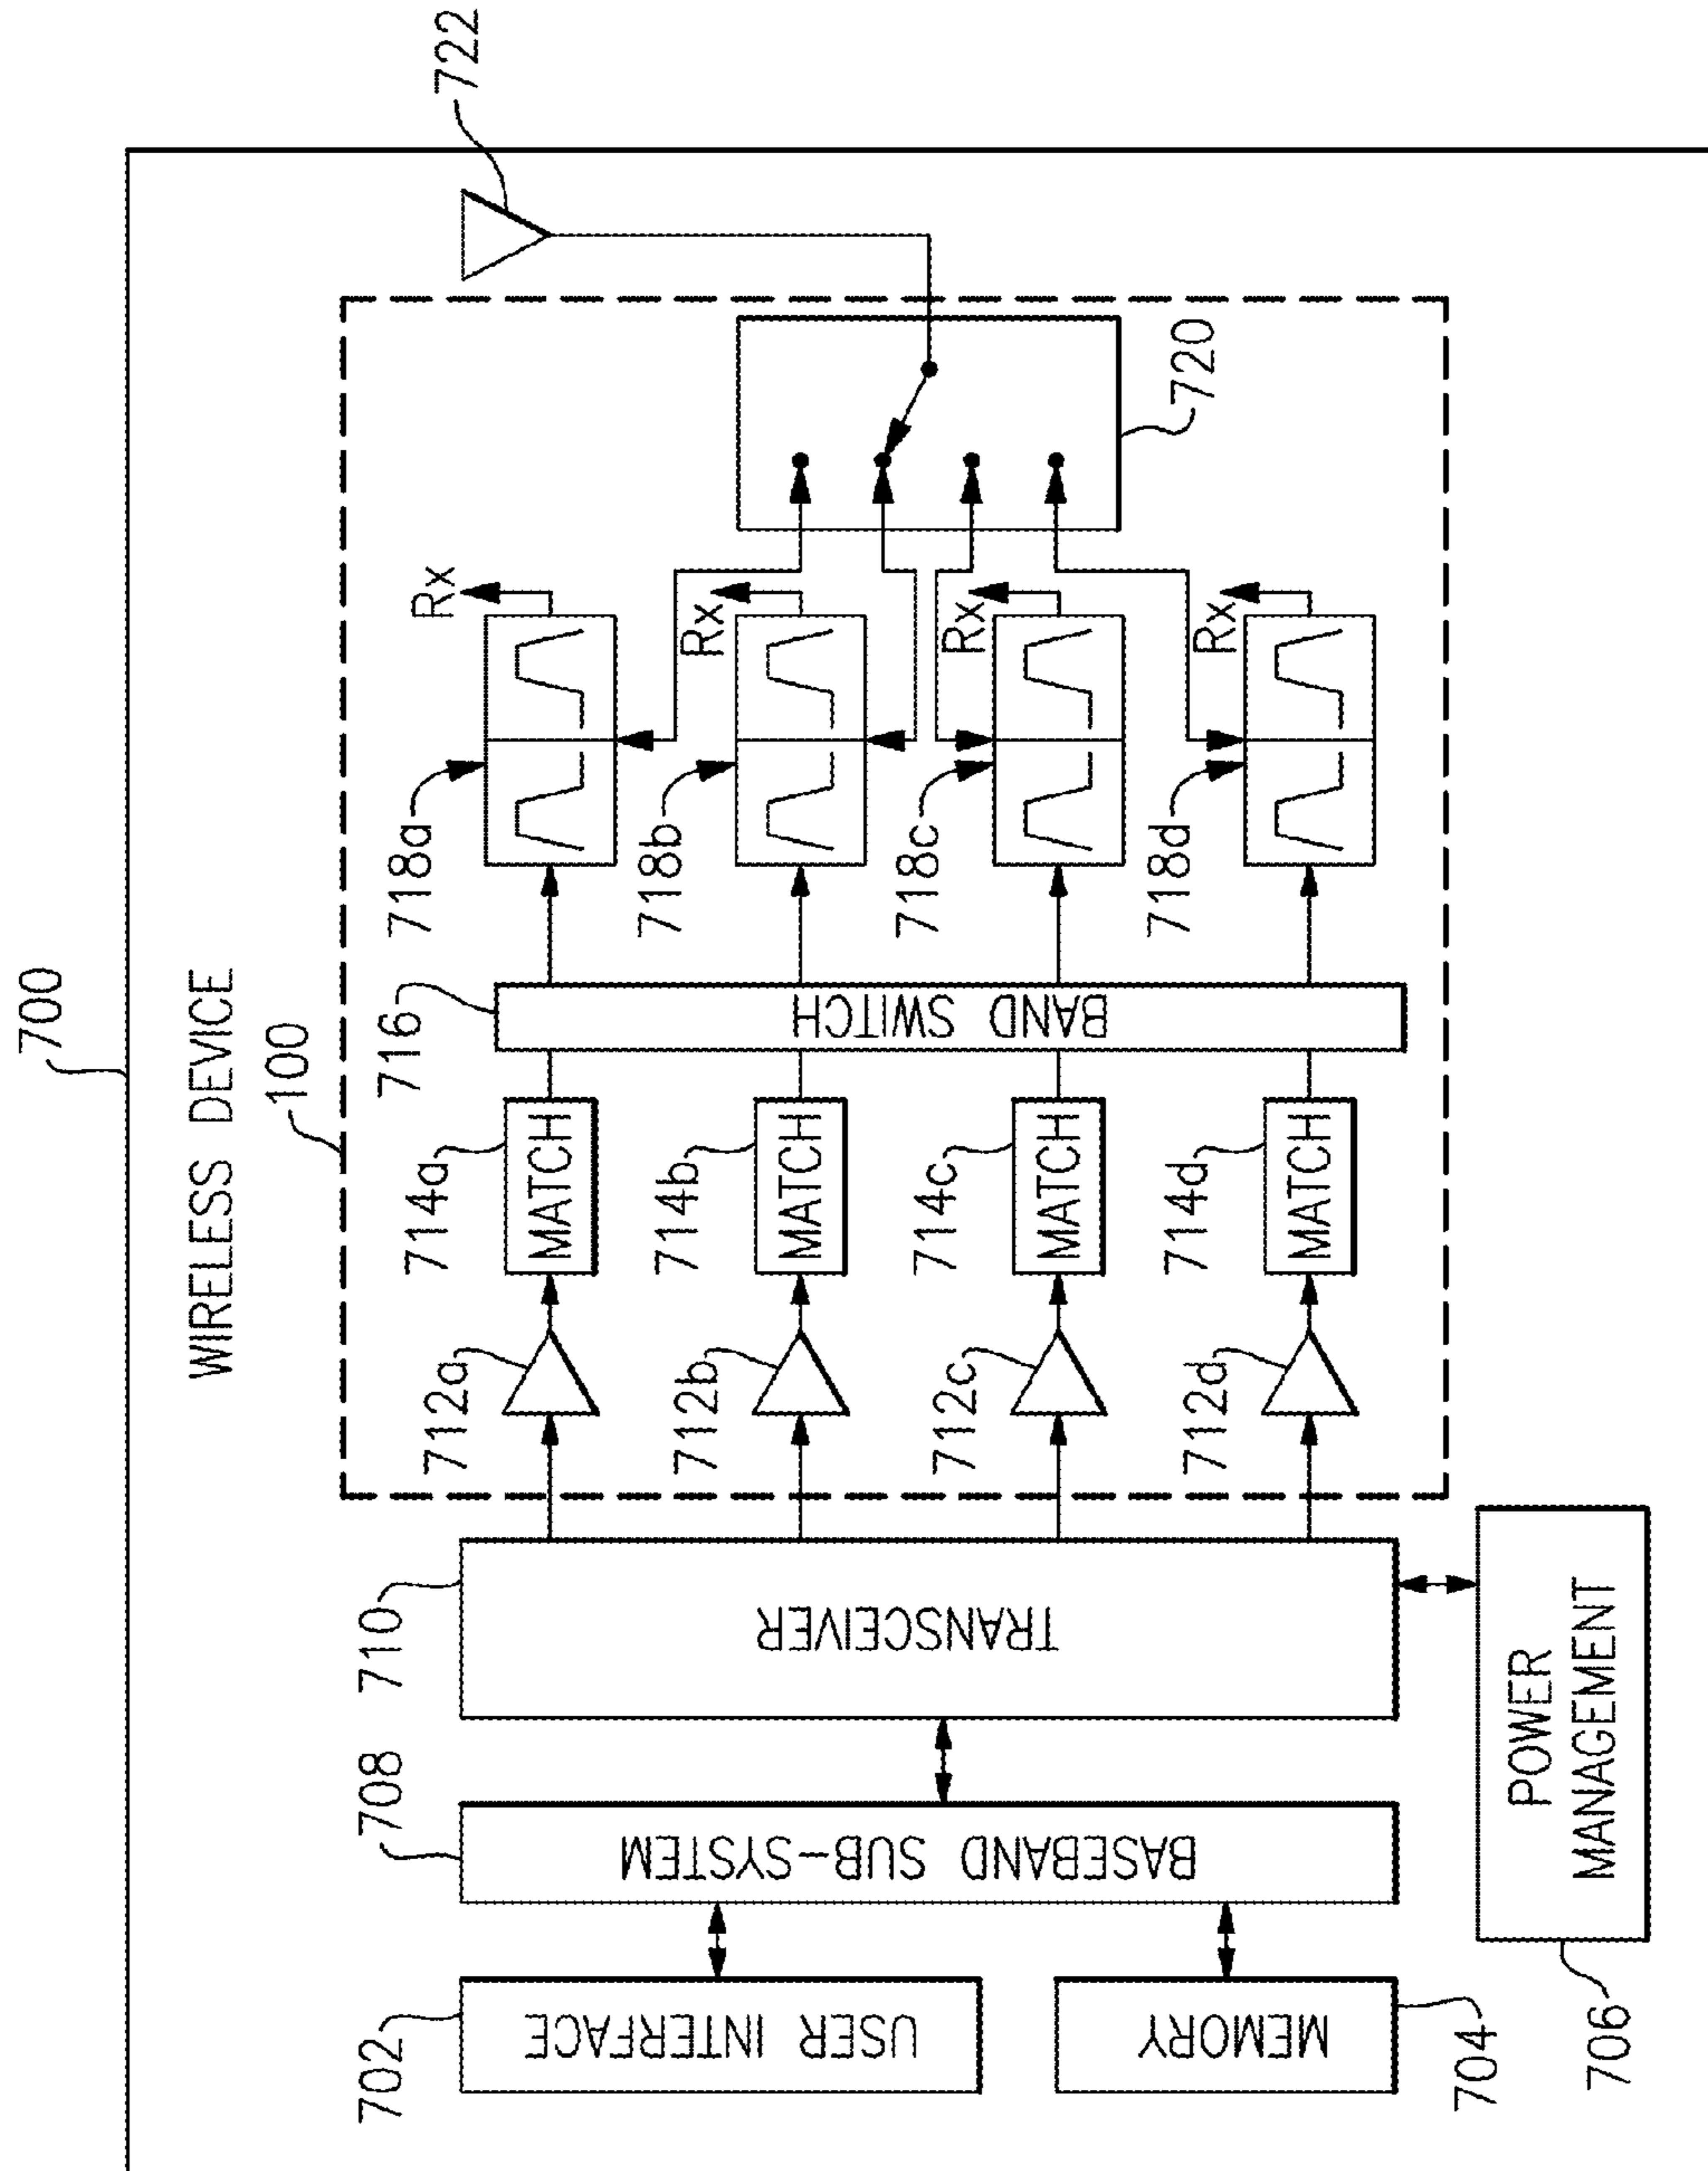 700
WIRELESS DEVICE
100
722
702
USER INTERFACE
704
MEMORY
708
BASEBAND SUB-SYSTEM
710
TRANSCEIVER
706
POWER
MANAGEMENT
712a
714a
MATCH
712b
714b
MATCH
712c
714c
MATCH
712d
714d
MATCH
716
BAND SWITCH
718a
Rx
718b
Rx
718c
Rx
718d
Rx
720